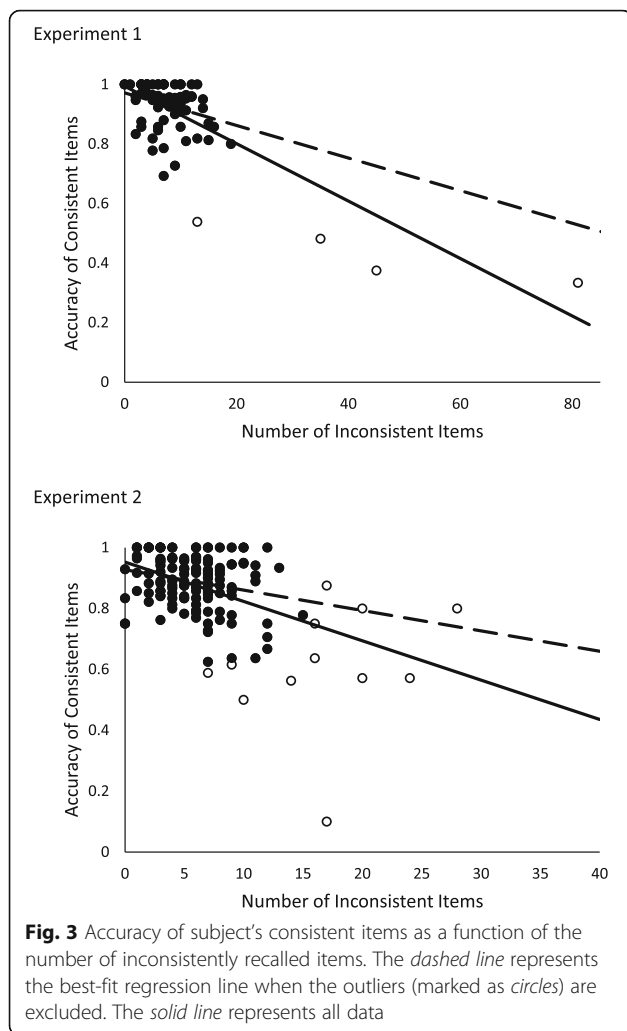 Experiment 1
1
0.8
0.6
0.4
0.2
0
Accuracy of Consistent Items
0 20 40 60 80
Number of Inconsistent Items
Experiment 2
1
0.8
0.6
0.4
0.2
0
Accuracy of Consistent Items
0 5 10 15 20 25 30 35 40
Number of Inconsistent Items
Fig. 3 Accuracy of subject's consistent items as a function of the
number of inconsistently recalled items. The dashed line represents
the best-fit regression line when the outliers (marked as circles) are
excluded. The solid line represents all data